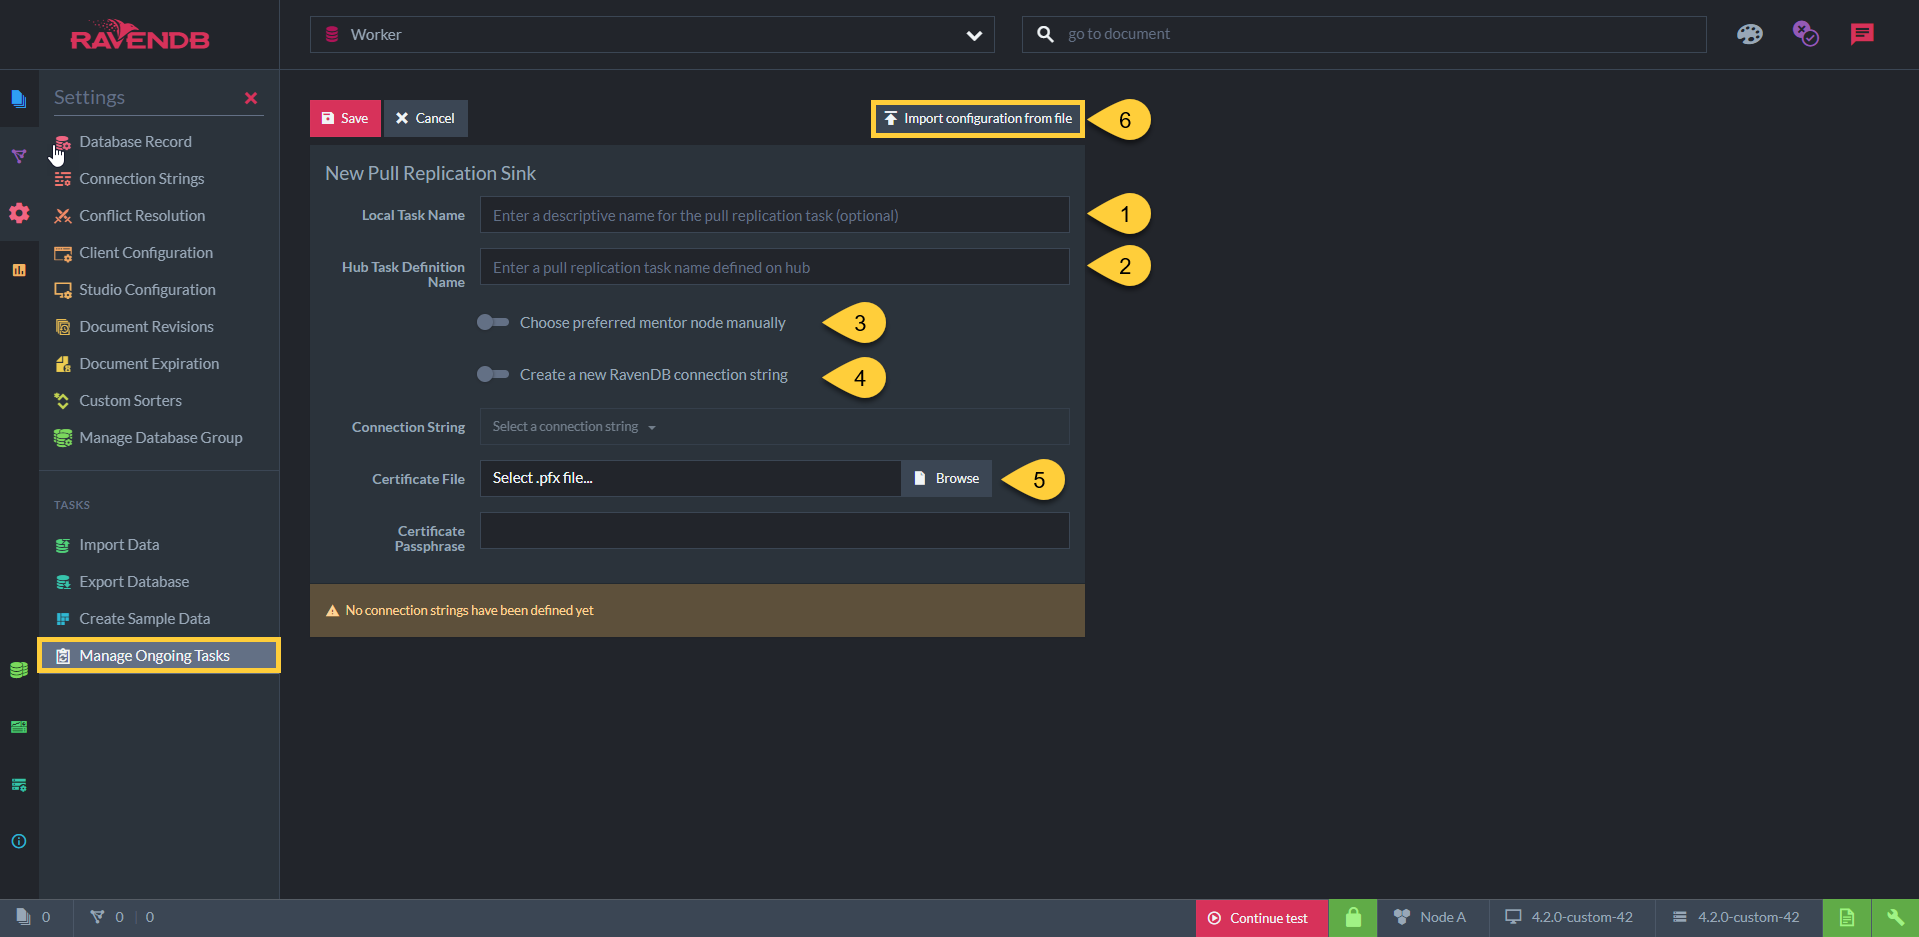 RAVENDB
Worker
go to document
Settings
Database Record
Connection Strings
Conflict Resolution
Client Configuration
Studio Configuration
Document Revisions
Document Expiration
Custom Sorters
Manage Database Group
TASKS
Import Data
Export Database
Create Sample Data
Manage Ongoing Tasks
Save
Cancel
Import configuration from file
6
New Pull Replication Sink
Local Task Name
Enter a descriptive name for the pull replication task (optional)
1
Hub Task Definition
Name
Enter a pull replication task name defined on hub
2
Choose preferred mentor node manually
3
Create a new RavenDB connection string
4
Connection String
Select a connection string
Certificate File
Select .pfx file...
Browse
5
Certificate
Passphrase
No connection strings have been defined yet
0
0
0
Continue test
Node A
4.2.0-custom-42
4.2.0-custom-42